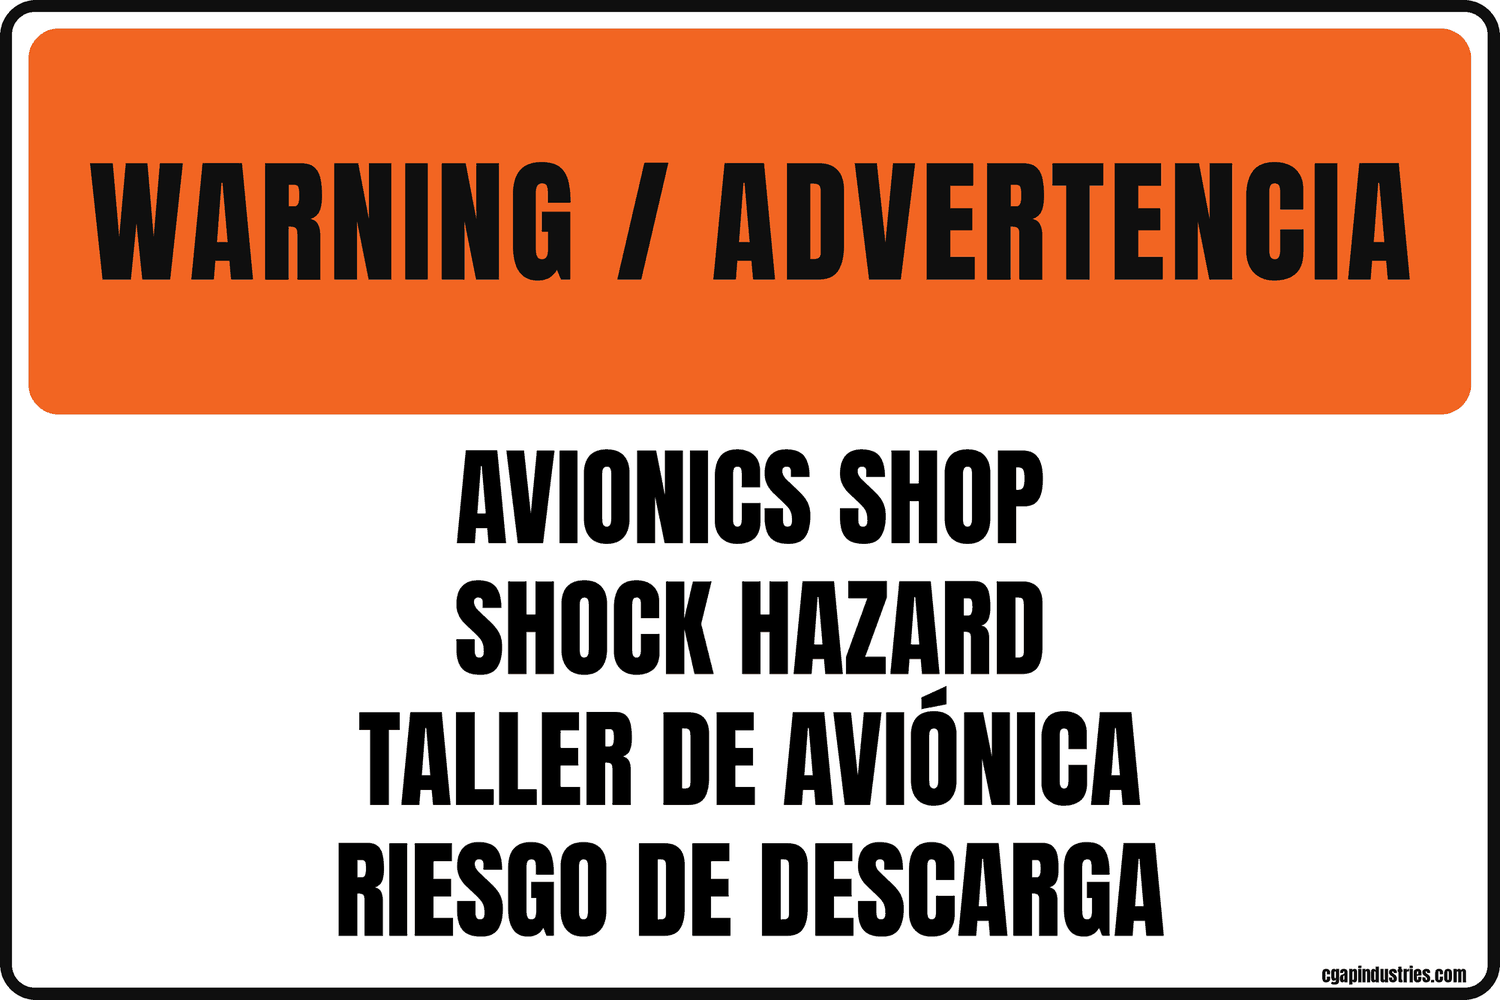 WARNING / ADVERTENCIA
AVIONICS SHOP
SHOCK HAZARD
TALLER DE AVIÓNICA
RIESGO DE DESCARGA
cgapindustries.com